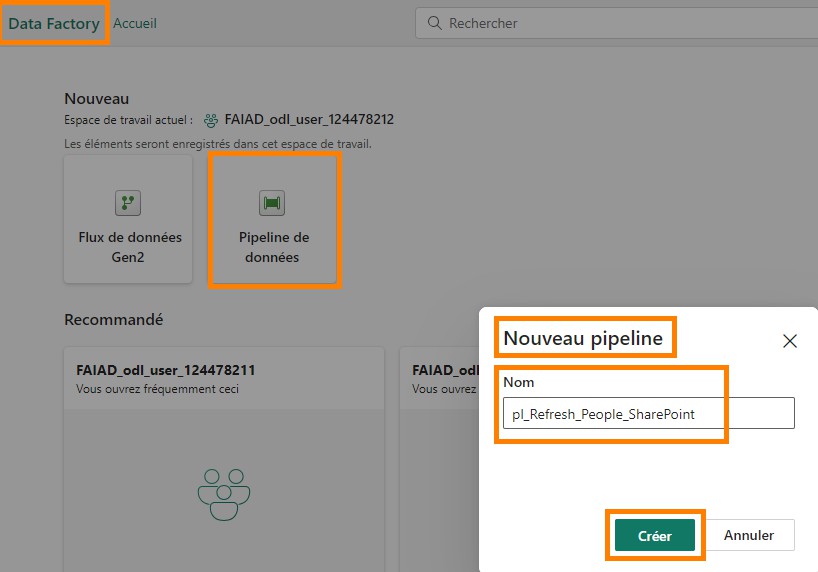 Data Factory Accueil
Rechercher
Nouveau
Espace de travail actuel : FAIAD_odl_user_124478212
Les éléments seront enregistrés dans cet espace de travail.
Flux de données
Gen2
Pipeline de
données
Recommandé
FAIAD_odl_user_124478211
Vous ouvrez fréquemment ceci
FAIAD_od
Vous ouvrez
Nouveau pipeline
Nom
pl_Refresh_People_SharePoint
Créer
Annuler